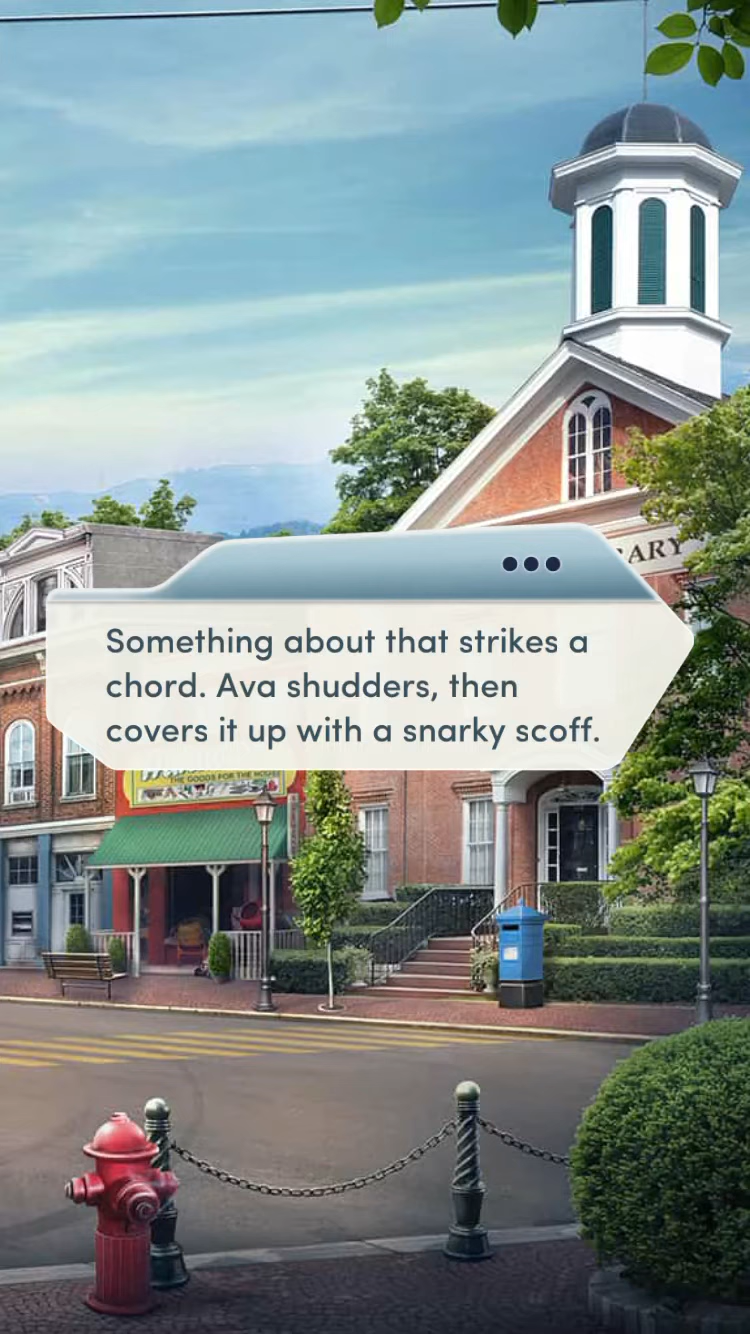 ARY
Something about that strikes a
chord. Ava shudders, then
covers it up with a snarky scoff.
THE GOODS FOR THE HOUSE